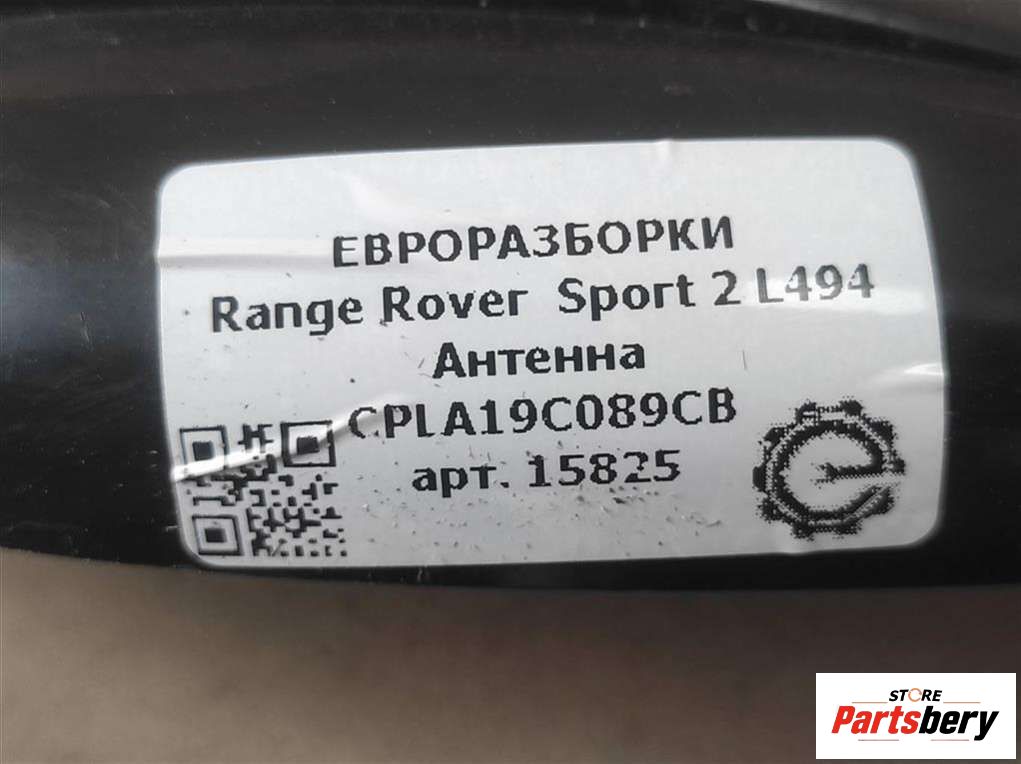 ЕВРОРАЗБОРКИ
Range Rover Sport 2 L494
Антенна
CPLA19C089CB
арт. 15825
STORE
Partsbery